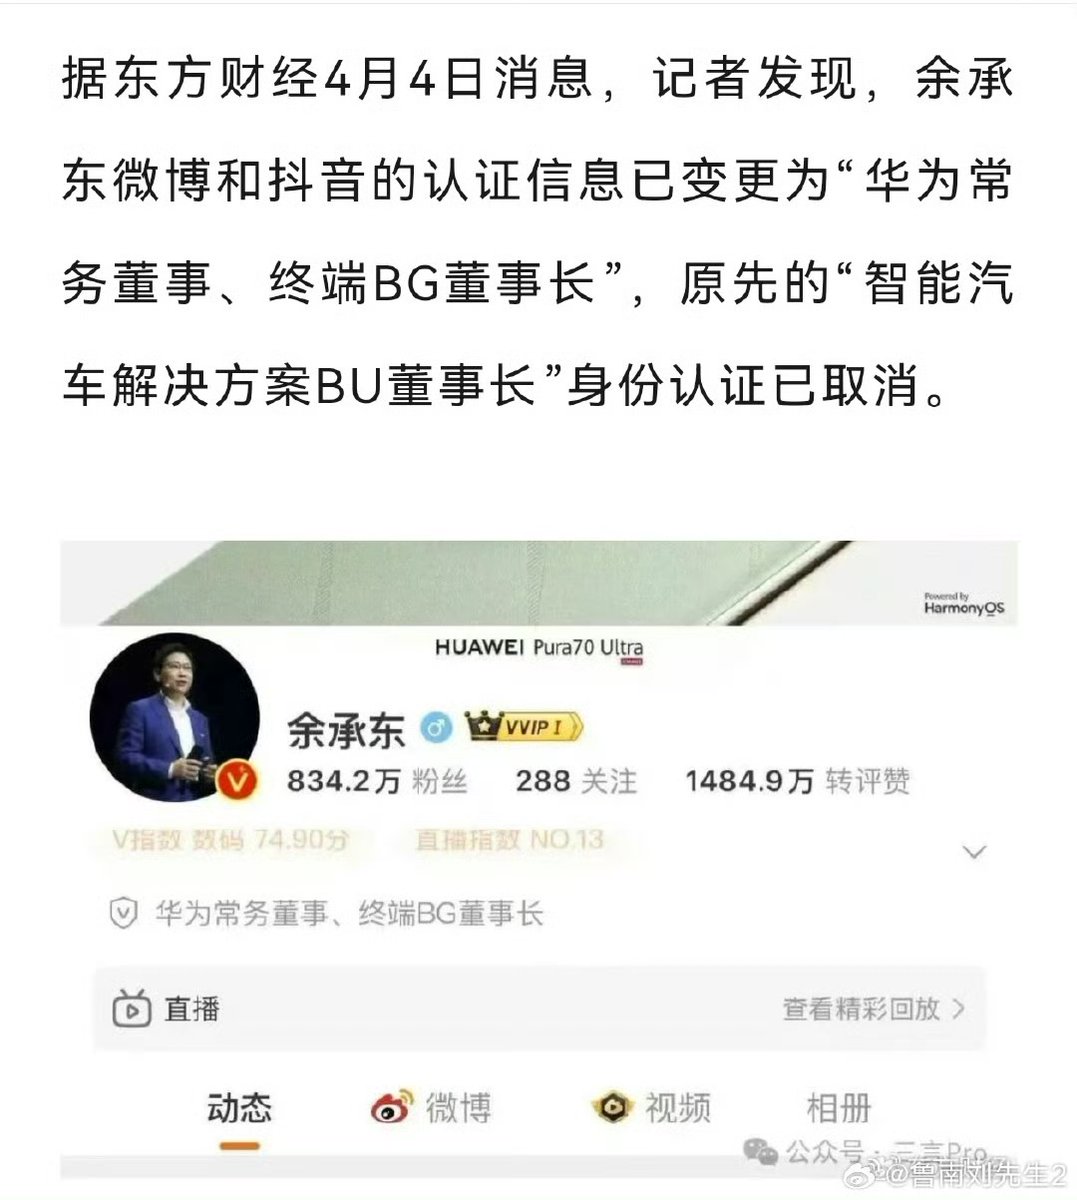 据东方财经4月4日消息，记者发现，余承
东微博和抖音的认证信息已变更为“华为常
务董事、终端BG董事长”，原先的“智能汽
车解决方案BU董事长”身份认证已取消。
Powered by
HarmonyOS
HUAWEI Pura70 Ultra
余承东 VVIP I
834.2万 粉丝 288 关注 1484.9万 转评赞
V指数 数码 74.90分 直播指数 NO.13
华为常务董事、终端BG董事长
直播 查看精彩回放
动态 微博 视频 相册
公众号 · 三言Pro
@鲁南刘先生2